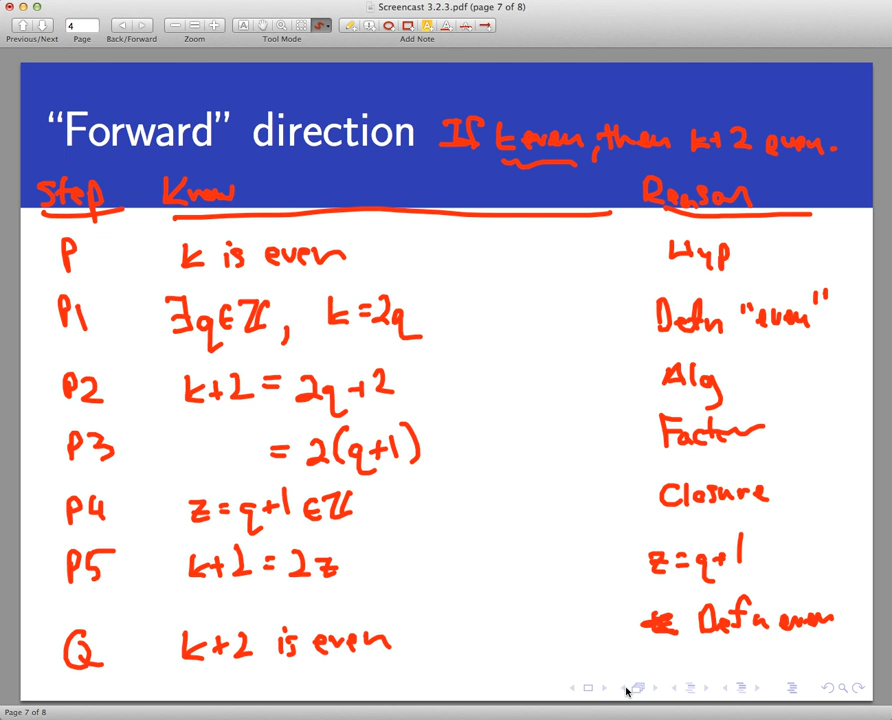 Screencast 3.2.3.pdf (page 7 of 8)
4
Previous/Next Page Back/Forward Zoom Tool Mode Add Note
“Forward” direction If k even, then k+2 even.
Step Know Reason
P k is even Hyp
P1 ∃q∈ℤ, k=2q Defn "even"
P2 k+2 = 2q+2 Alg
P3 = 2(q+1) Factor
P4 z = q+1 ∈ℤ Closure
P5 k+2 = 2z z = q+1
Q k+2 is even Defn even
Page 7 of 8